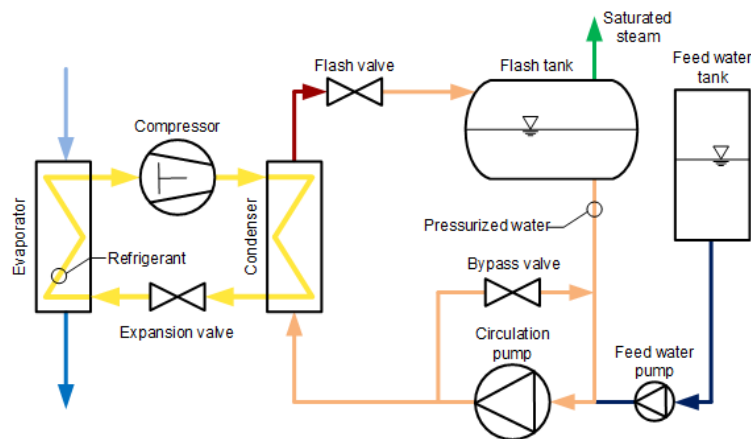 Saturated
steam
Flash valve
Flash tank
Feed water
tank
Compressor
Evaporator
Condenser
Refrigerant
Pressurized water
Bypass valve
Expansion valve
Circulation
pump
Feed water
pump